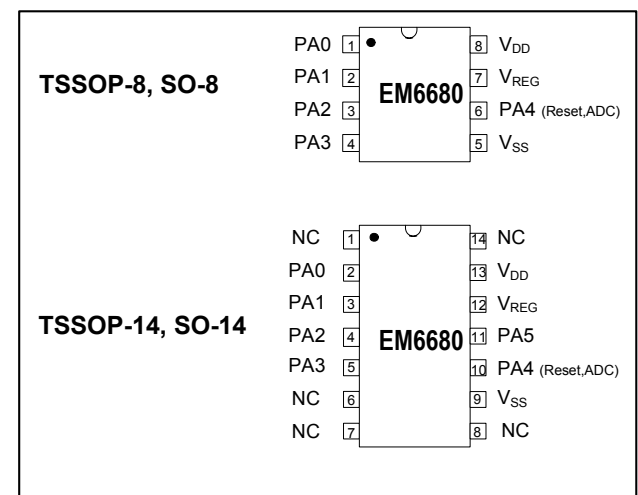 PA0 1 8 VDD
TSSOP-8, SO-8
PA1 2 EM6680 7 VREG
PA2 3 6 PA4 (Reset,ADC)
PA3 4 5 VSS
NC 1 14 NC
PA0 2 13 VDD
PA1 3 12 VREG
TSSOP-14, SO-14
PA2 4 EM6680 11 PA5
PA3 5 10 PA4 (Reset,ADC)
NC 6 9 VSS
NC 7 8 NC